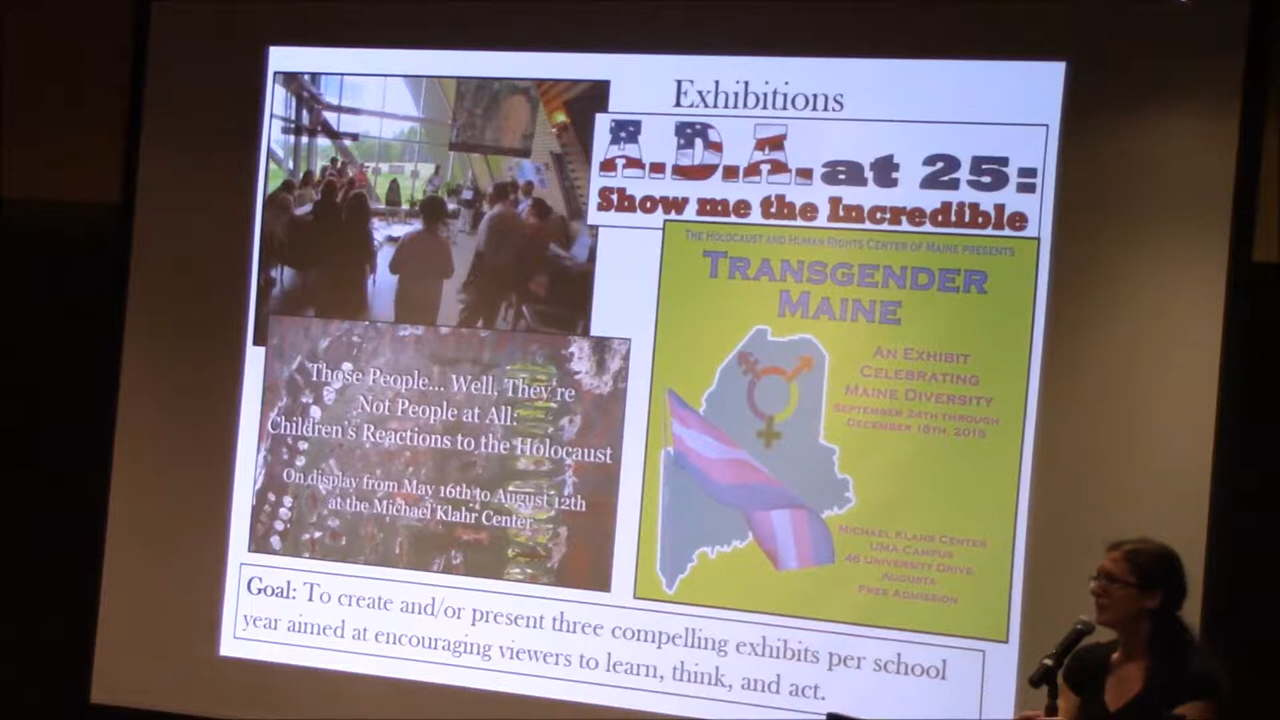 Exhibitions
A.D.A. at 25:
Show me the Incredible
The Holocaust and Human Rights Center of Maine presents
Transgender
Maine
An Exhibit
Celebrating
Maine Diversity
September 24th through
December 18th, 2015
Michael Klahr Center
UMA Campus
46 University Drive,
Augusta
Free Admission
Those People... Well, They're
Not People at All:
Children's Reactions to the Holocaust
On display from May 16th to August 12th
at the Michael Klahr Center
Goal: To create and/or present three compelling exhibits per school
year aimed at encouraging viewers to learn, think, and act.